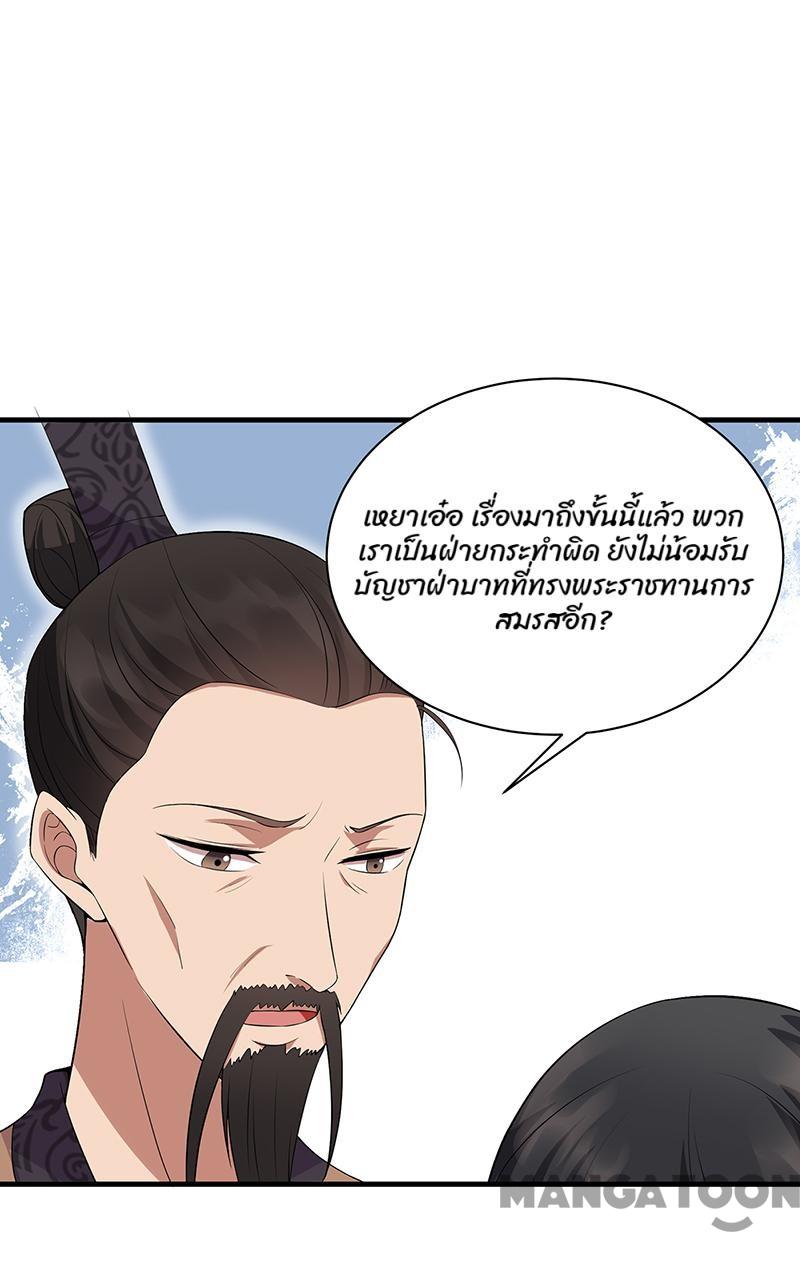 เหยาเอ๋อ เรื่องมาถึงขั้นนี้แล้ว พวก
เราเป็นฝ่ายกระทำผิด ยังไม่น้อมรับ
บัญชาฝ่าบาทที่ทรงพระราชทานการ
สมรสอีก?
MANGATOON